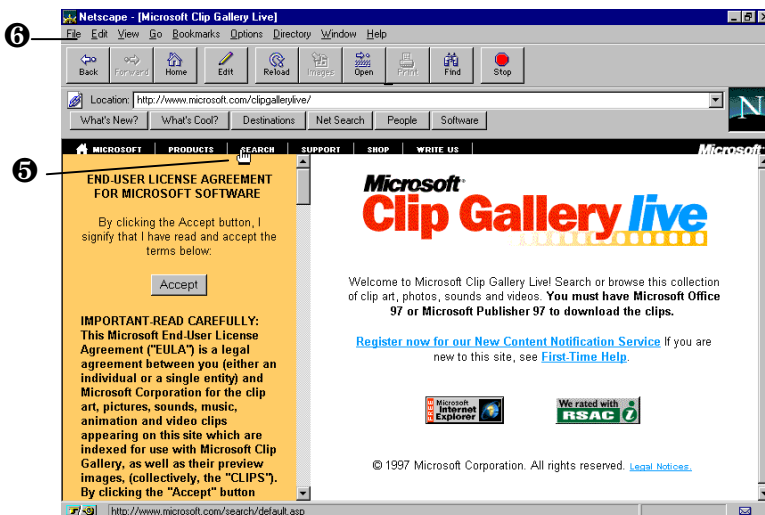 Netscape - [Microsoft Clip Gallery Live]
❻
File Edit View Go Bookmarks Options Directory Window Help
Back Forward Home Edit Reload Images Open Print Find Stop
Location: http://www.microsoft.com/clipgallerylive/
N
What's New? What's Cool? Destinations Net Search People Software
MICROSOFT PRODUCTS SEARCH SUPPORT SHOP WRITE US Microsoft
❺
END-USER LICENSE AGREEMENT
FOR MICROSOFT SOFTWARE
By clicking the Accept button, I
signify that I have read and accept the
terms below:
Accept
IMPORTANT-READ CAREFULLY:
This Microsoft End-User License
Agreement ("EULA") is a legal
agreement between you (either an
individual or a single entity) and
Microsoft Corporation for the clip
art, pictures, sounds, music,
animation and video clips
appearing on this site which are
indexed for use with Microsoft Clip
Gallery, as well as their preview
images, (collectively, the "CLIPS").
By clicking the "Accept" button
Microsoft
Clip Gallery live
Welcome to Microsoft Clip Gallery Live! Search or browse this collection
of clip art, photos, sounds and videos. You must have Microsoft Office
97 or Microsoft Publisher 97 to download the clips.
Register now for our New Content Notification Service If you are
new to this site, see First-Time Help.
FREE Microsoft Internet Explorer
We rated with
RSAC i
© 1997 Microsoft Corporation. All rights reserved. Legal Notices.
http://www.microsoft.com/search/default.asp